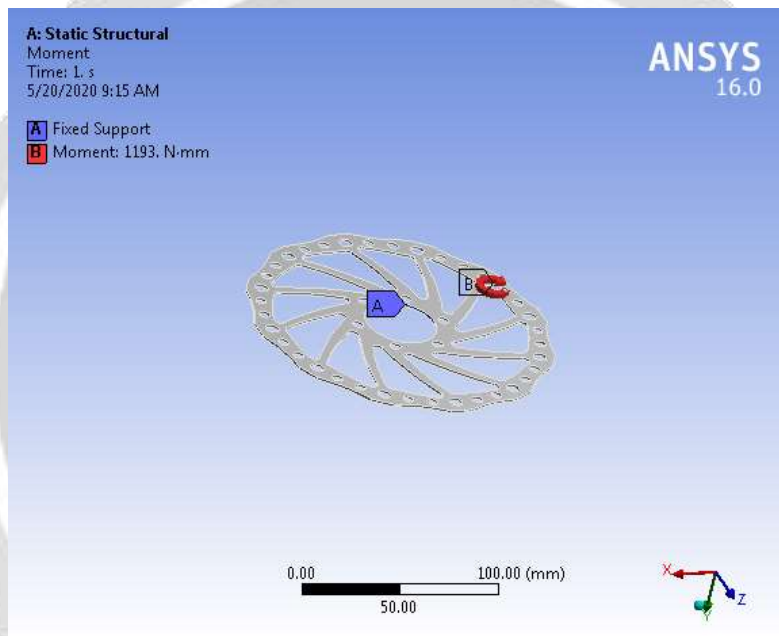 A: Static Structural
Moment
Time: 1. s
5/20/2020 9:15 AM
A Fixed Support
B Moment: 1193. N·mm
ANSYS
16.0
A
B
0.00 100.00 (mm)
50.00
X
Y
Z